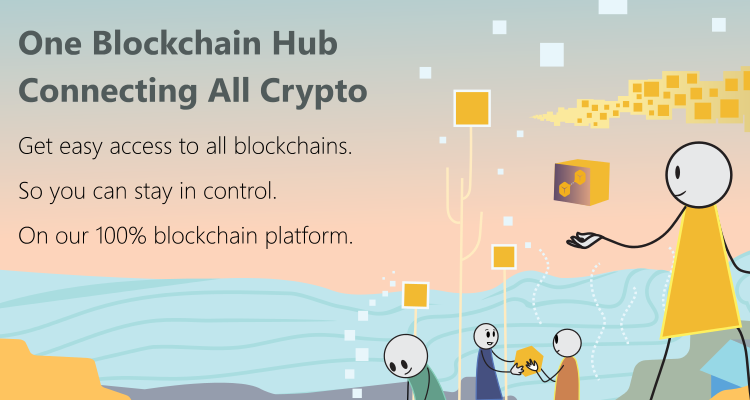 One Blockchain Hub
Connecting All Crypto
Get easy access to all blockchains.
So you can stay in control.
On our 100% blockchain platform.